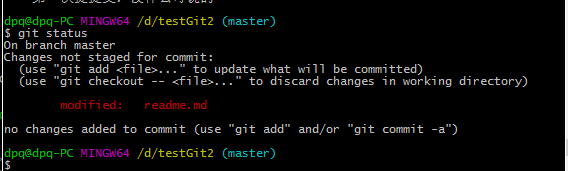 dpq@dpq-PC MINGW64 /d/testGit2 (master)
$ git status
On branch master
Changes not staged for commit:
  (use "git add <file>..." to update what will be committed)
  (use "git checkout -- <file>..." to discard changes in working directory)
        modified:   readme.md
no changes added to commit (use "git add" and/or "git commit -a")
dpq@dpq-PC MINGW64 /d/testGit2 (master)
$